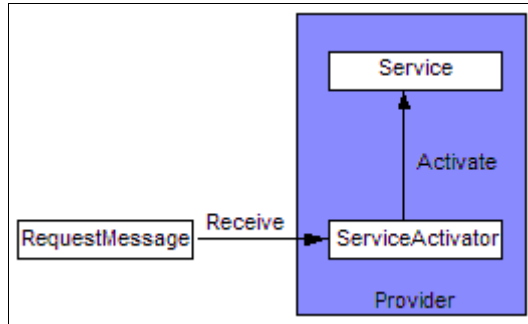 Service
Activate
Receive
RequestMessage
ServiceActivator
Provider